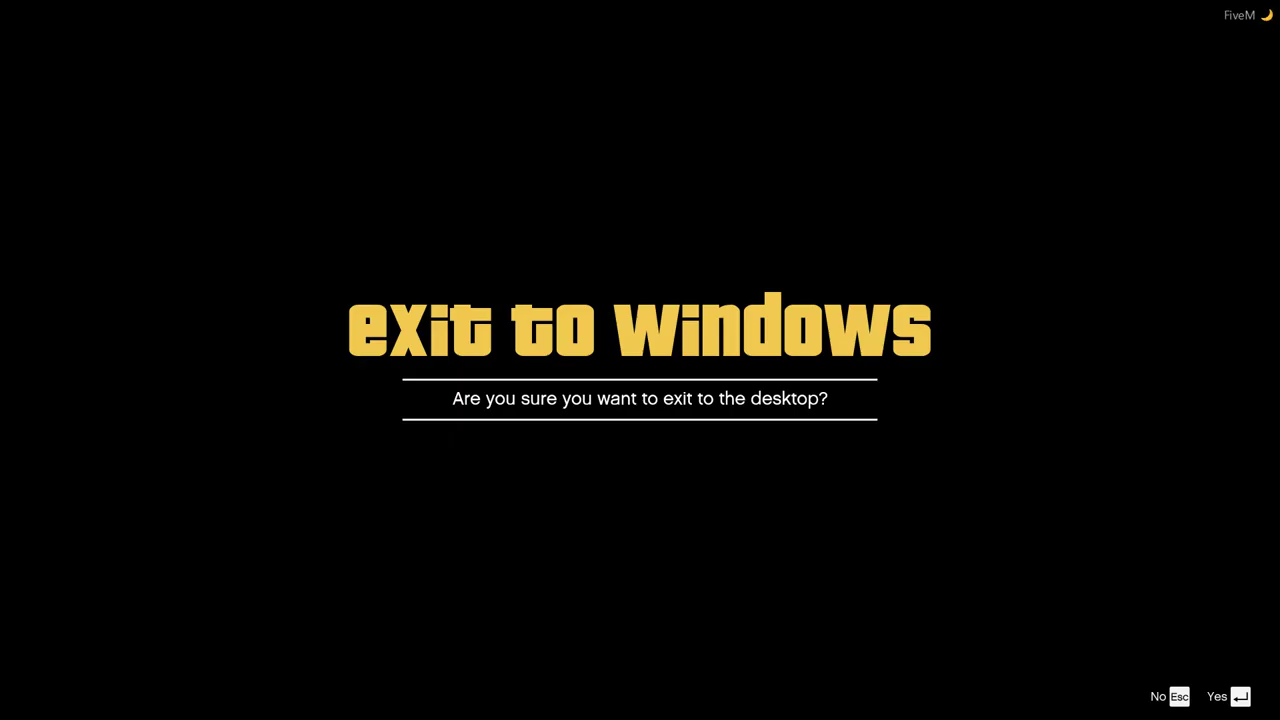 FiveM 🌙
exit to windows
Are you sure you want to exit to the desktop?
No Esc Yes ↵